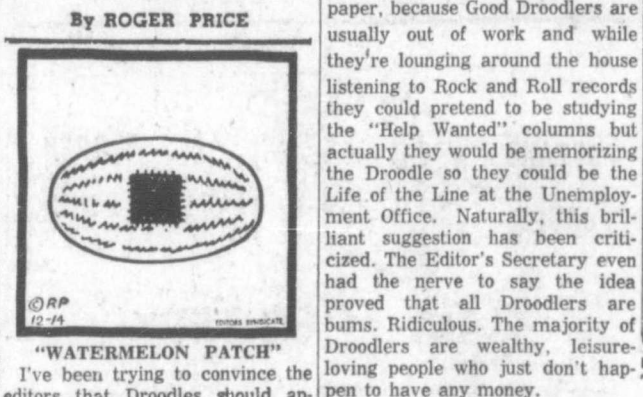 By ROGER PRICE
©RP
12-14
EDITORS SYNDICATE
"WATERMELON PATCH"
I've been trying to convince the
editors that Droodles should ap-
paper, because Good Droodlers are
usually out of work and while
they're lounging around the house
listening to Rock and Roll records
they could pretend to be studying
the "Help Wanted" columns but
actually they would be memorizing
the Droodle so they could be the
Life of the Line at the Unemploy-
ment Office. Naturally, this bril-
liant suggestion has been criti-
cized. The Editor's Secretary even
had the nerve to say the idea
proved that all Droodlers are
bums. Ridiculous. The majority of
Droodlers are wealthy, leisure-
loving people who just don't hap-
pen to have any money.